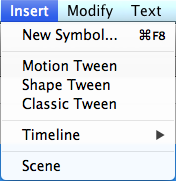 Insert Modify Text
New Symbol... ⌘F8
Motion Tween
Shape Tween
Classic Tween
Timeline ▶
Scene